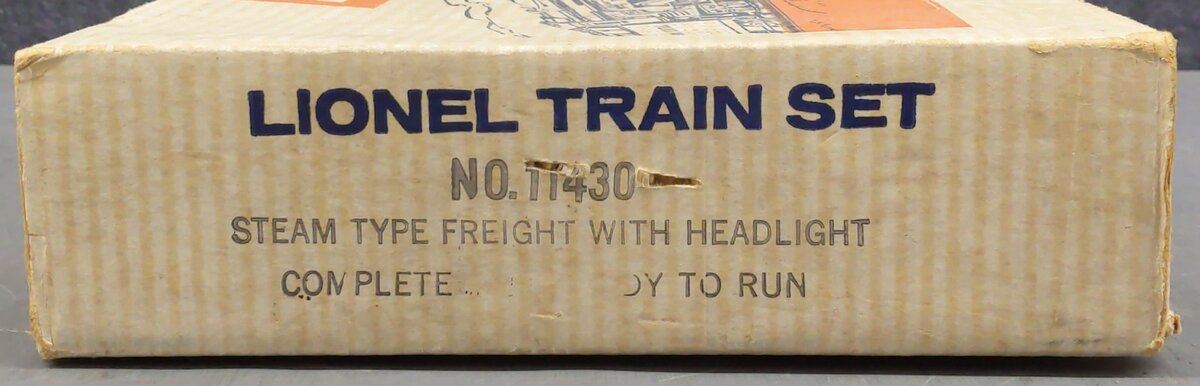 LIONEL TRAIN SET
NO. 11430
STEAM TYPE FREIGHT WITH HEADLIGHT
COMPLETE DY TO RUN